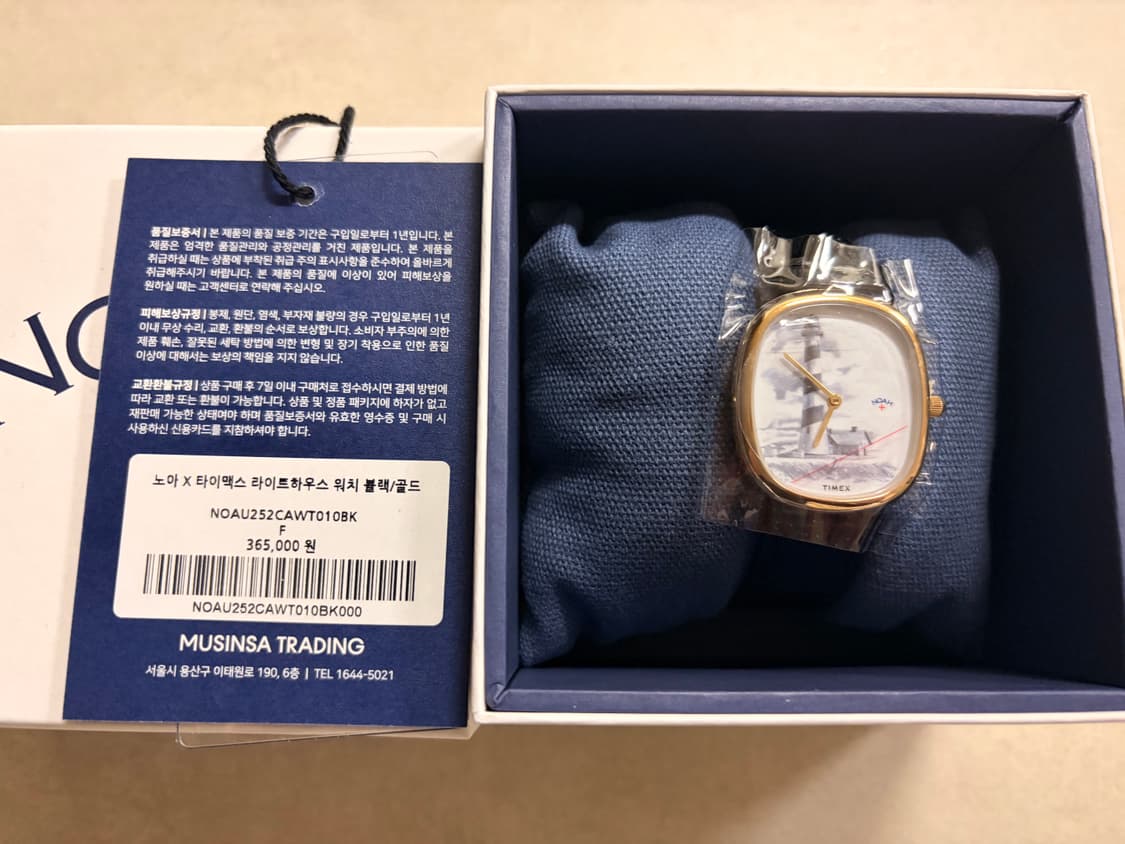 NO
품질보증서 | 본 제품의 품질 보증 기간은 구입일로부터 1년입니다. 본
제품은 엄격한 품질관리와 공정관리를 거친 제품입니다. 본 제품을
취급하실 때는 상품에 부착된 취급 주의 표시사항을 준수하여 올바르게
취급해주시기 바랍니다. 본 제품의 품질에 이상이 있어 피해보상을
원하실 때는 고객센터로 연락해 주십시오.
피해보상규정 | 봉제, 원단, 염색, 부자재 불량의 경우 구입일로부터 1년
이내 무상 수리, 교환, 환불의 순서로 보상합니다. 소비자 부주의에 의한
제품 훼손, 잘못된 세탁 방법에 의한 변형 및 장기 착용으로 인한 품질
이상에 대해서는 보상의 책임을 지지 않습니다.
교환환불규정 | 상품 구매 후 7일 이내 구매처로 접수하시면 결제 방법에
따라 교환 또는 환불이 가능합니다. 상품 및 정품 패키지에 하자가 없고
재판매 가능한 상태여야 하며 품질보증서와 유효한 영수증 및 구매 시
사용하신 신용카드를 지참하셔야 합니다.
노아 X 타이맥스 라이트하우스 워치 블랙/골드
NOAU252CAWT010BK
F
365,000 원
NOAU252CAWT010BK000
MUSINSA TRADING
서울시 용산구 이태원로 190, 6층 | TEL 1644-5021
NOAH
TIMEX